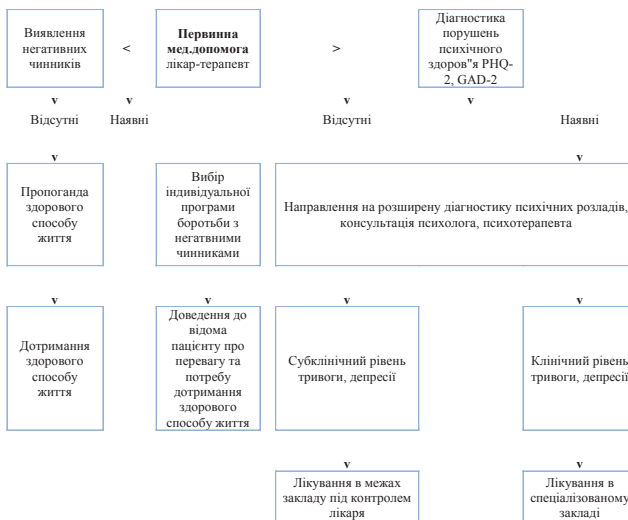 Виявлення
негативних
чинників
<
Первинна
мед.допомога
лікар-терапевт
>
Діагностика
порушень
психічного
здоров"я PHQ-
2, GAD-2
v v v v
Відсутні Наявні Відсутні Наявні
v v
Пропоганда
здорового
способу
життя
Вибір
індивідуальної
програми
боротьби з
негатвними
чинниками
Направлення на розширену діагностику психічних розладів,
консультація психолога, психотерапевта
v v v v
Дотримання
здорового
способу
життя
Доведення до
відома
пацієнту про
перевагу та
потребу
дотримання
здорового
способу життя
Субклінічний рівень
тривоги, депресії
Клінічний рівень
тривоги, депресії
v v
Лікування в межах
закладу під контролем
лікаря
Лікування в
спеціалізованому
закладі